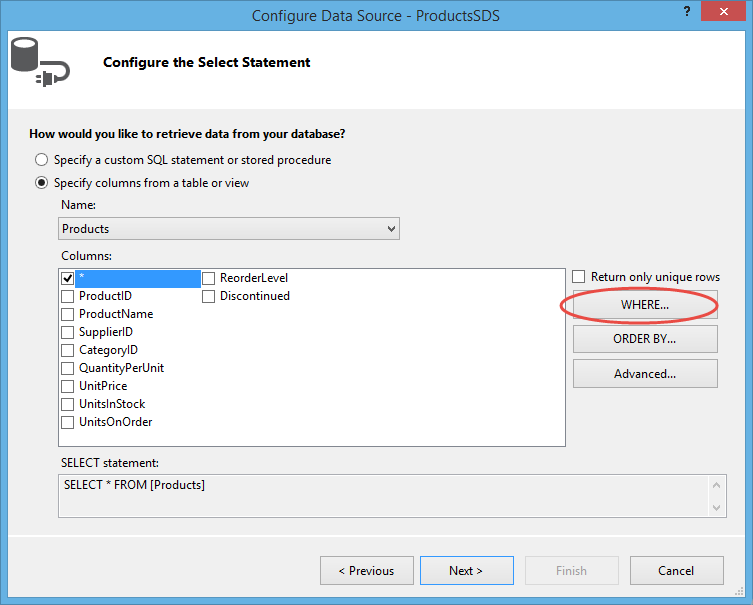 Configure Data Source - ProductsSDS
?
Configure the Select Statement
How would you like to retrieve data from your database?
Specify a custom SQL statement or stored procedure
Specify columns from a table or view
Name:
Products
Columns:
*
ProductID
ProductName
SupplierID
CategoryID
QuantityPerUnit
UnitPrice
UnitsInStock
UnitsOnOrder
ReorderLevel
Discontinued
Return only unique rows
WHERE...
ORDER BY...
Advanced...
SELECT statement:
SELECT * FROM [Products]
< Previous
Next >
Finish
Cancel